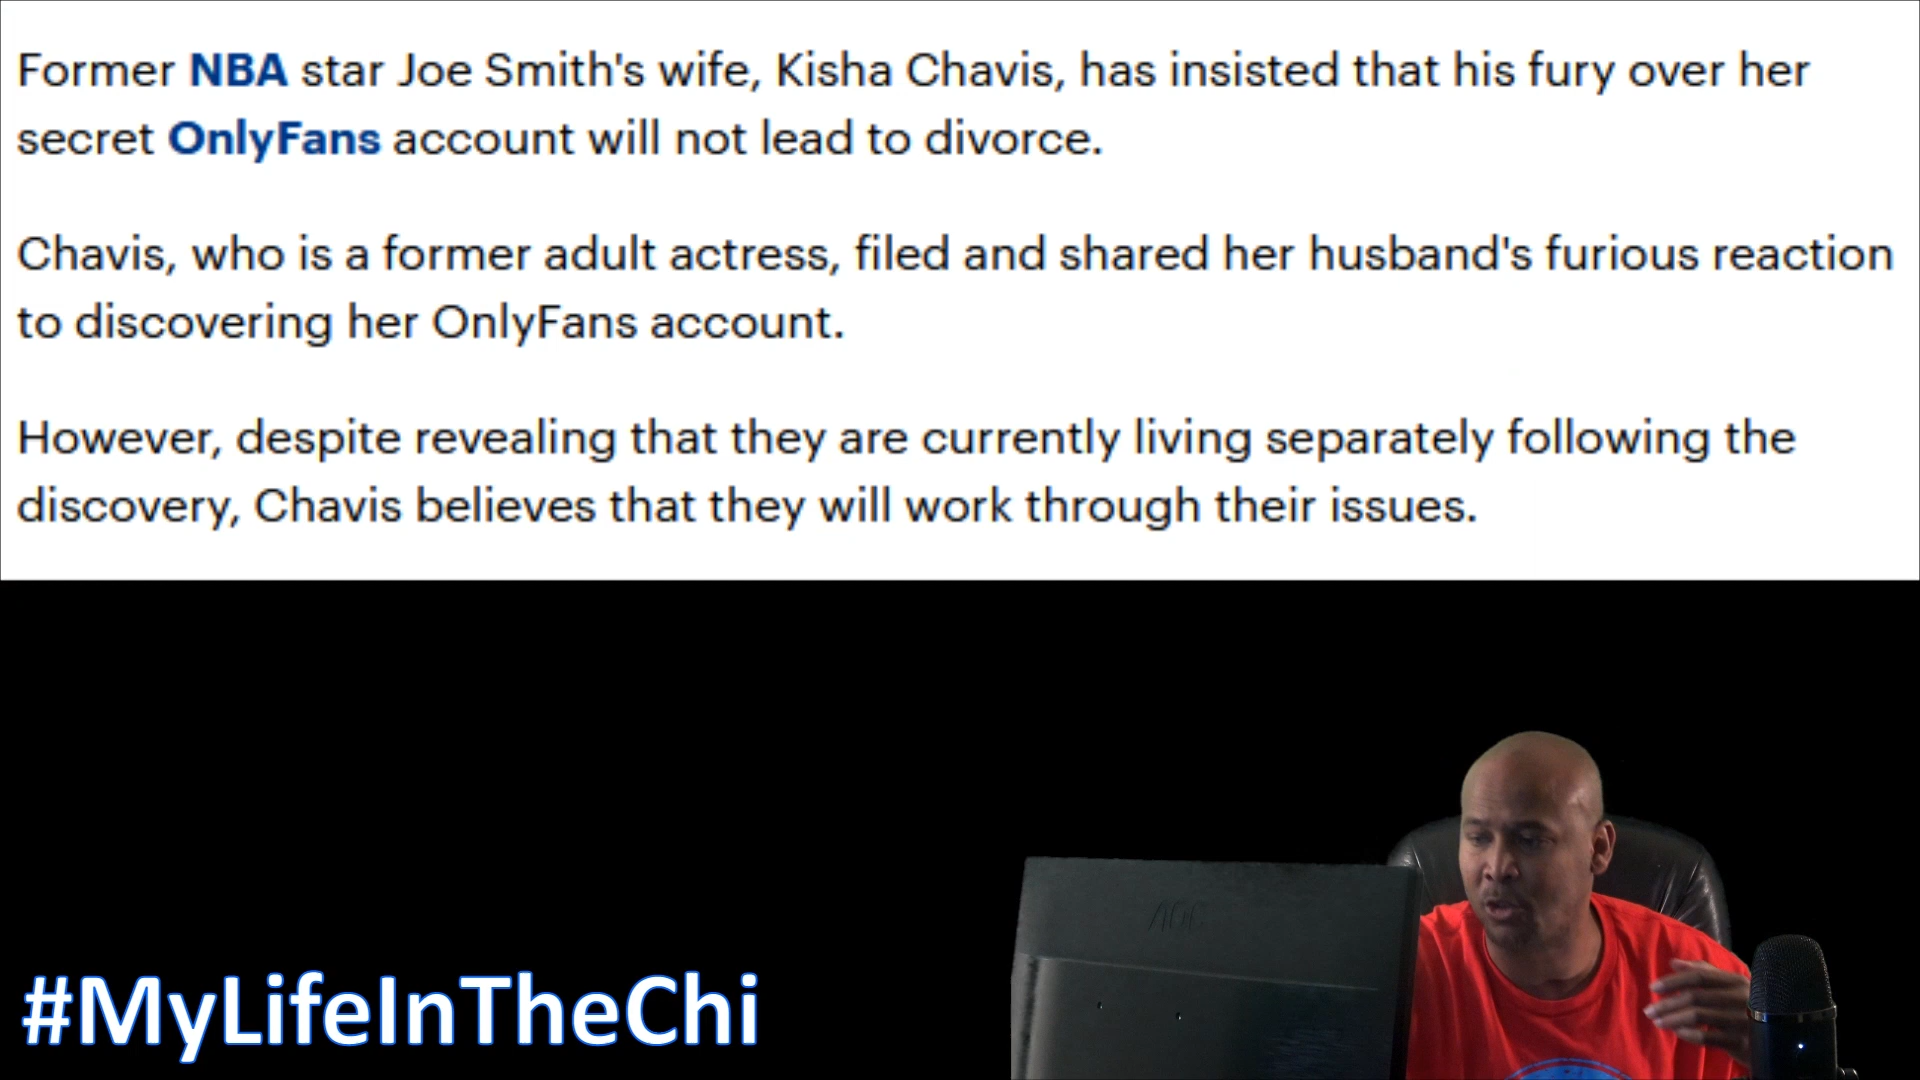 Former NBA star Joe Smith's wife, Kisha Chavis, has insisted that his fury over her
secret OnlyFans account will not lead to divorce.
Chavis, who is a former adult actress, filed and shared her husband's furious reaction
to discovering her OnlyFans account.
However, despite revealing that they are currently living separately following the
discovery, Chavis believes that they will work through their issues.
AOC
#MyLifeInTheChi